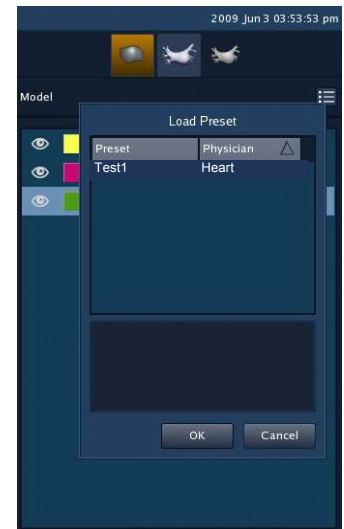 2009 Jun 3 03:53:53 pm
Model
Load Preset
Preset Physician
Test1 Heart
OK Cancel